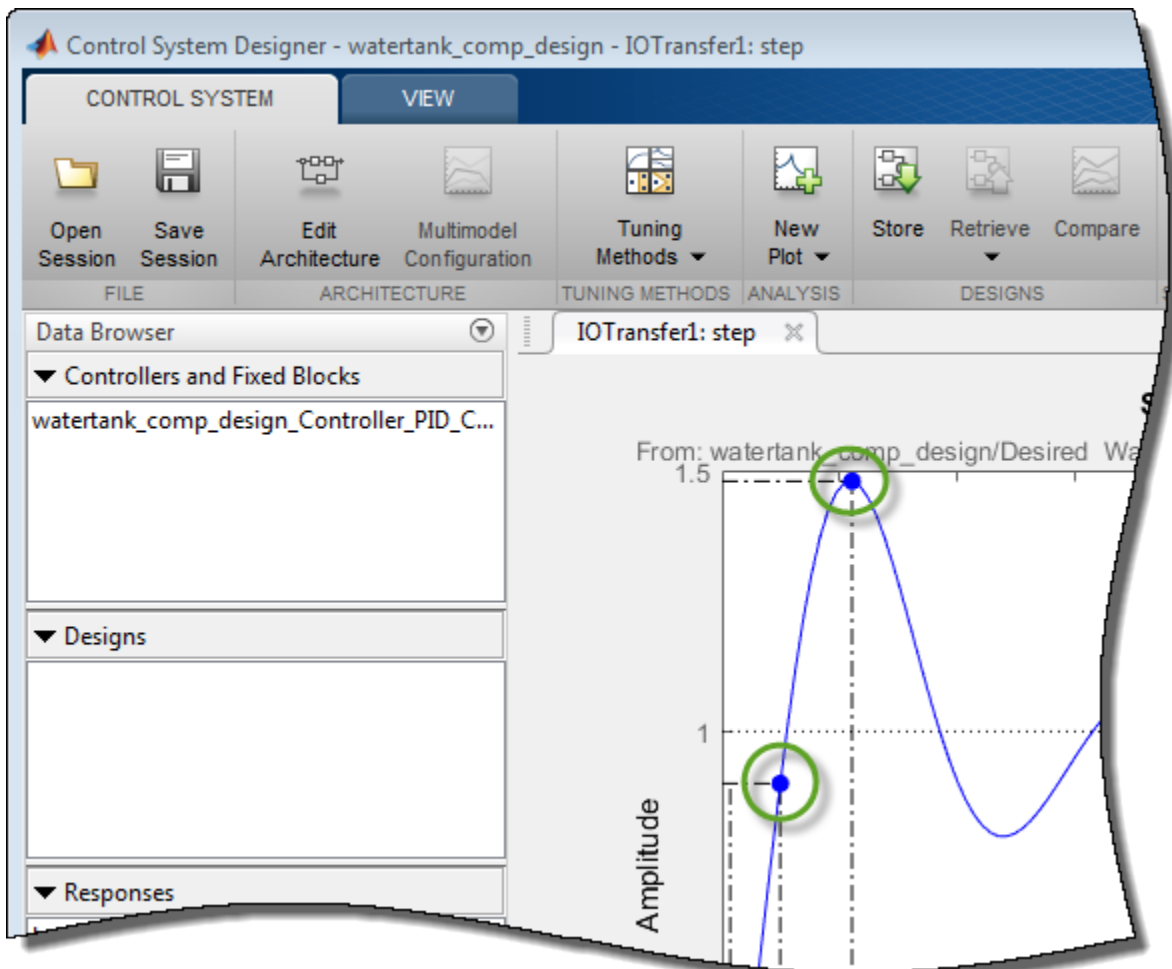 Control System Designer - watertank_comp_design - IOTransfer1: step
CONTROL SYSTEM
VIEW
Open Session
Save Session
Edit Architecture
Multimodel Configuration
Tuning Methods
New Plot
Store
Retrieve
Compare
FILE
ARCHITECTURE
TUNING METHODS
ANALYSIS
DESIGNS
Data Browser
IOTransfer1: step
Controllers and Fixed Blocks
watertank_comp_design_Controller_PID_C...
From: watertank_comp_design/Desired Wa
1.5
Designs
1
Amplitude
Responses